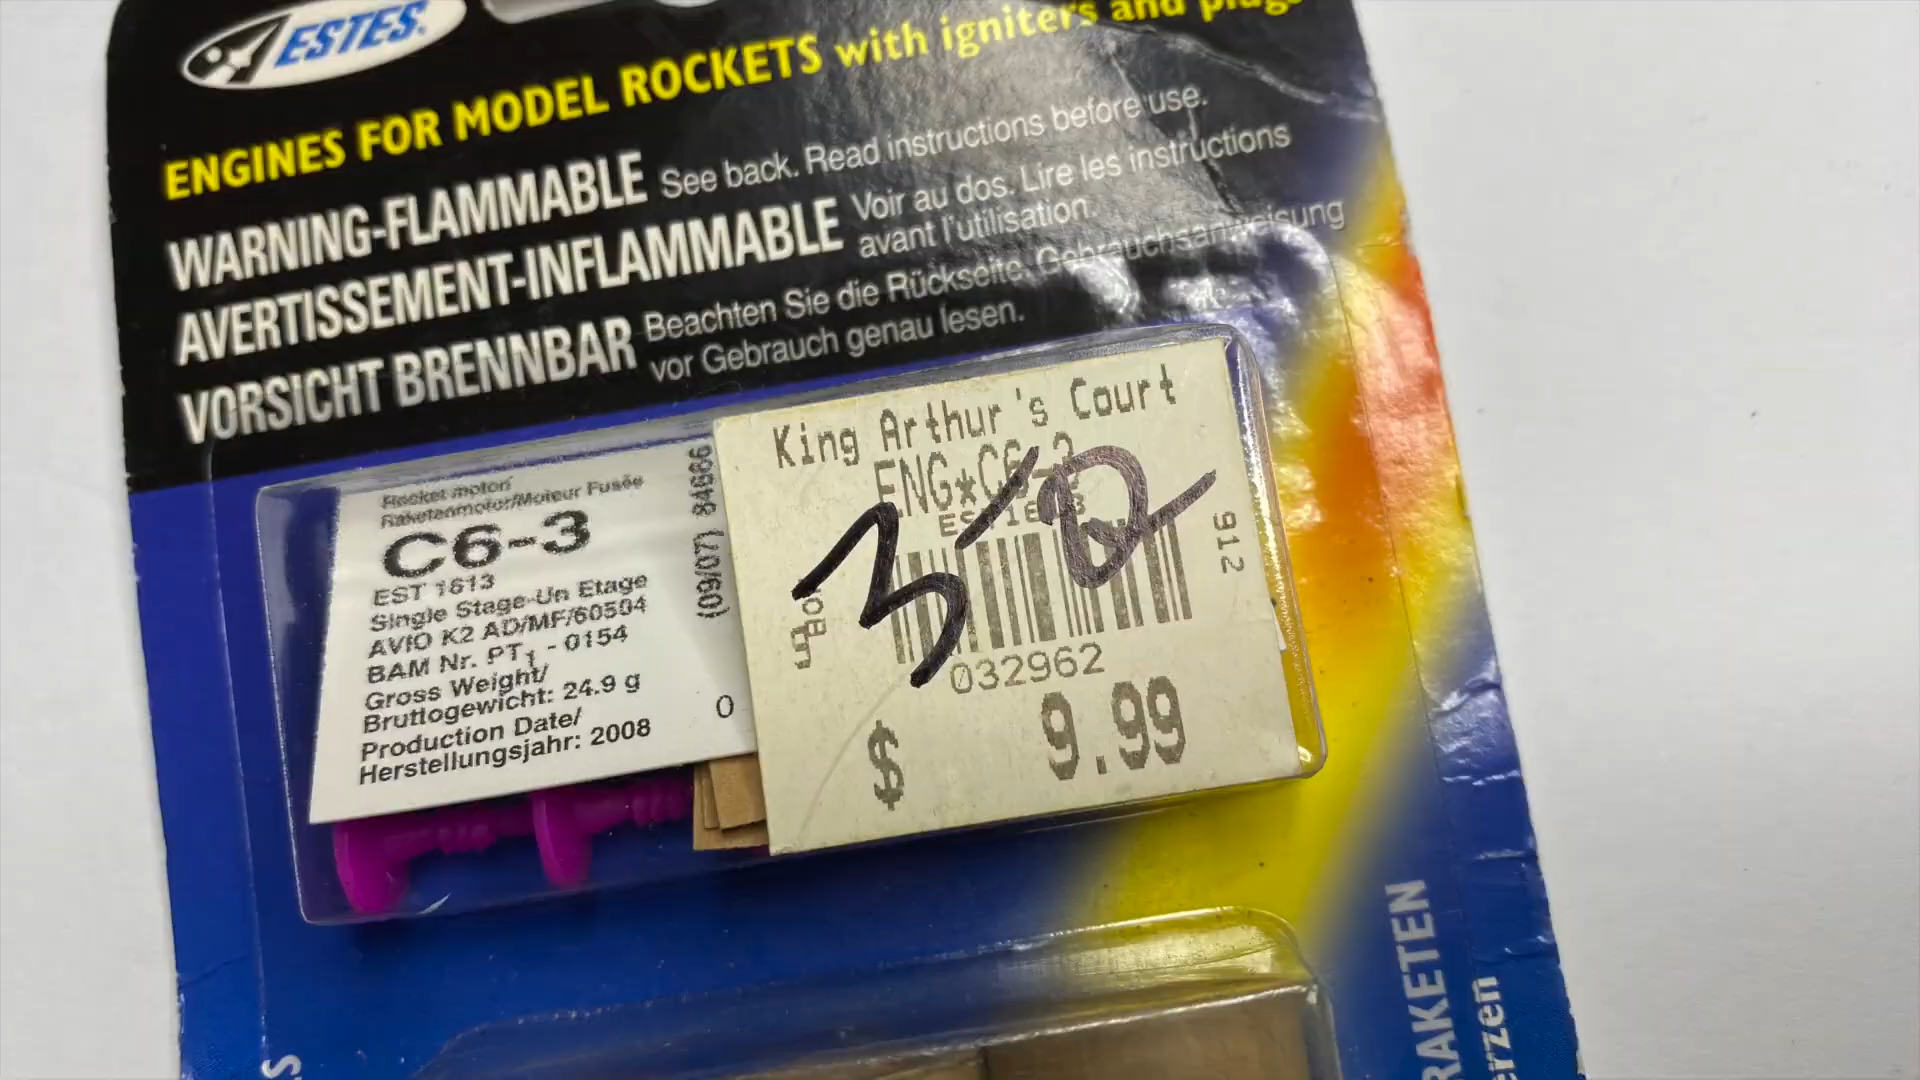 ESTES
ENGINES FOR MODEL ROCKETS with igniters and plugs
WARNING-FLAMMABLE See back. Read instructions before use.
AVERTISSEMENT-INFLAMMABLE Voir au dos. Lire les instructions
avant l'utilisation.
VORSICHT BRENNBAR Beachten Sie die Rückseite. Gebrauchsanweisung
vor Gebrauch genau lesen.
Rocket motor/
Raketenmotor/Moteur Fusée
C6-3
EST 1613
Single Stage-Un Etage
AVIO K2 AD/MF/60504
BAM Nr. PT1 - 0154
Gross Weight/
Bruttogewicht: 24.9 g
Production Date/
Herstellungsjahr: 2008
(09/07) 84686
0
King Arthur's Court
ENG*C6-3
912
3-
032962
$ 9.99
RAKETEN
erzen